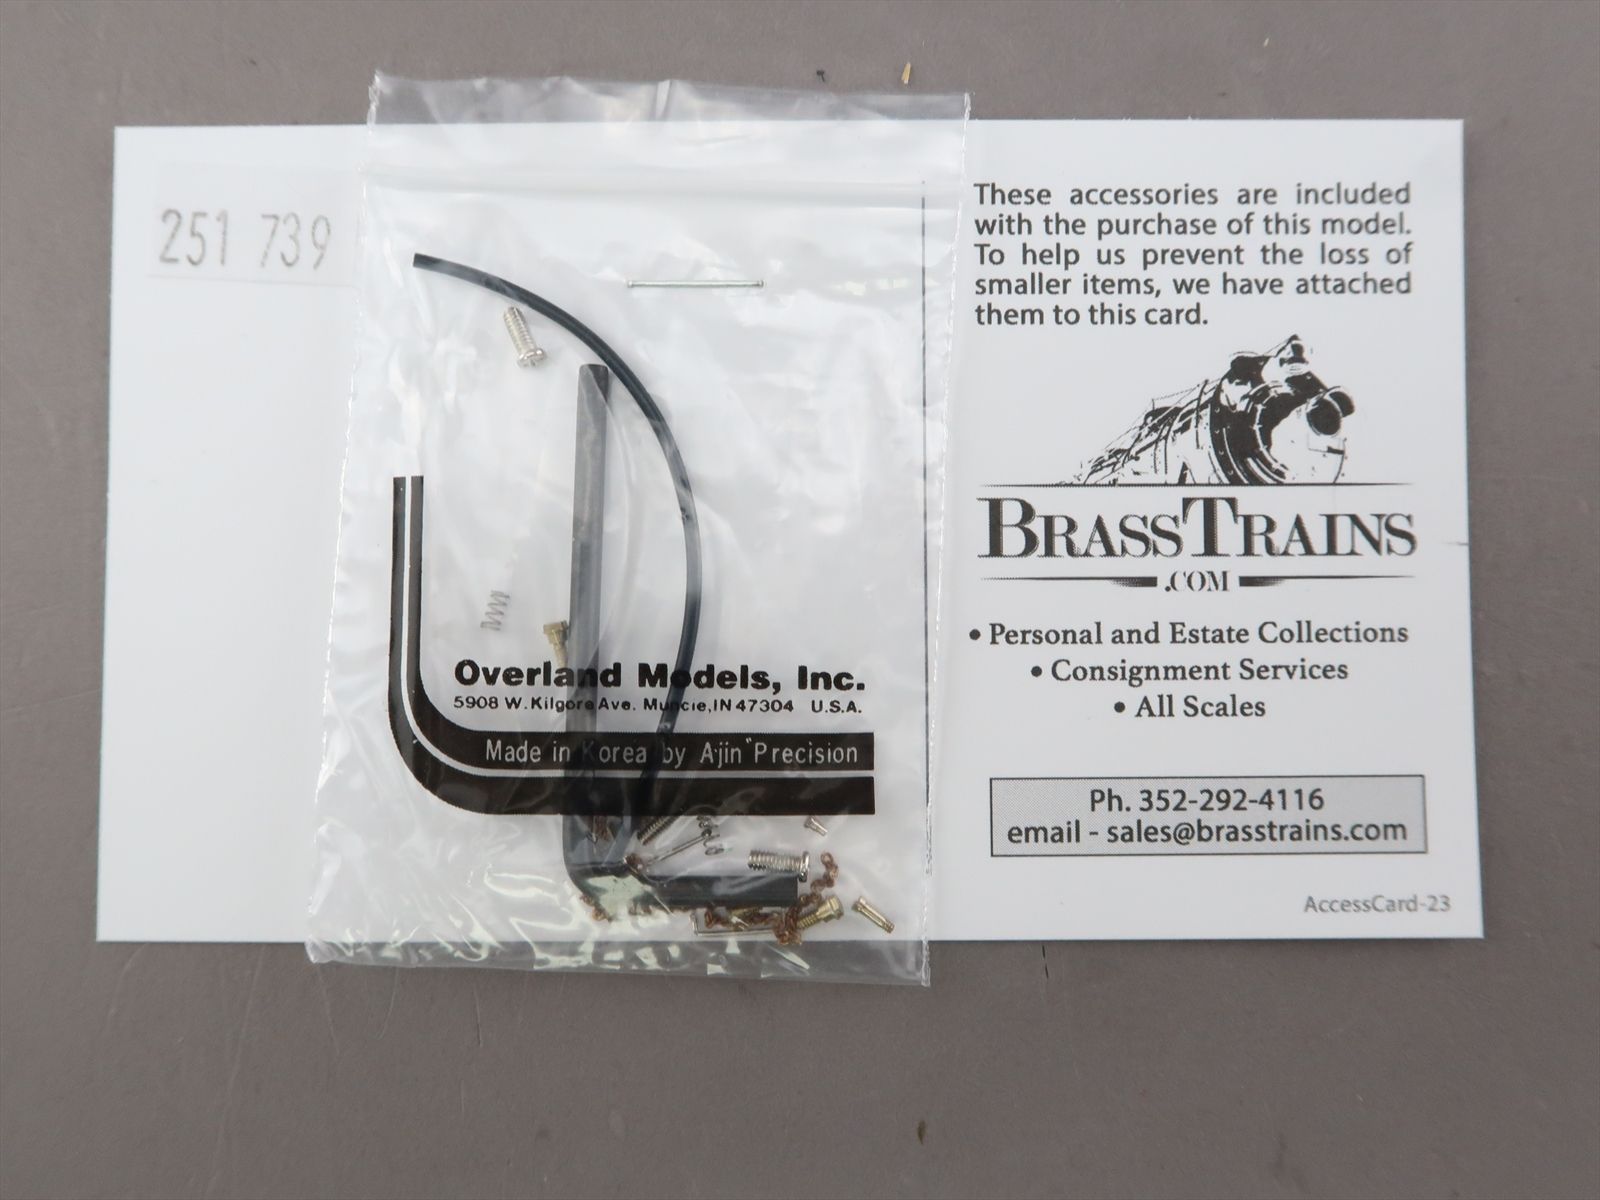 251 739
These accessories are included
with the purchase of this model.
To help us prevent the loss of
smaller items, we have attached
them to this card.
BRASSTRAINS
.COM
• Personal and Estate Collections
• Consignment Services
• All Scales
Ph. 352-292-4116
email - sales@brasstrains.com
AccessCard-23
Overland Models, Inc.
5908 W. Kilgore Ave. Muncie, IN 47304 U.S.A.
Made in Korea by Ajin Precision